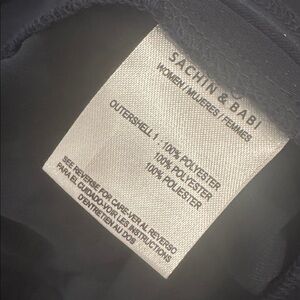 SACHIN & BABI
WOMEN / MUJERES / FEMMES
OUTERSHELL 1 : 100% POLYESTER
100% POLYESTER
100% POLIESTER
SEE REVERSE FOR CARE-VER AL REVERSO
PARA EL CUIDADO-VOIR LES INSTRUCTIONS
D'ENTRETIEN AU DOS